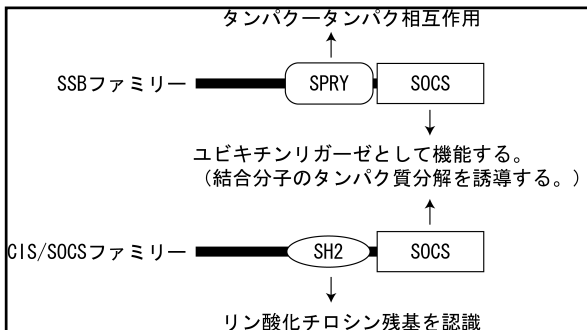 タンパクータンパク相互作用
SSBファミリー SPRY SOCS
ユビキチンリガーゼとして機能する。
（結合分子のタンパク質分解を誘導する。）
CIS/SOCSファミリー SH2 SOCS
リン酸化チロシン残基を認識